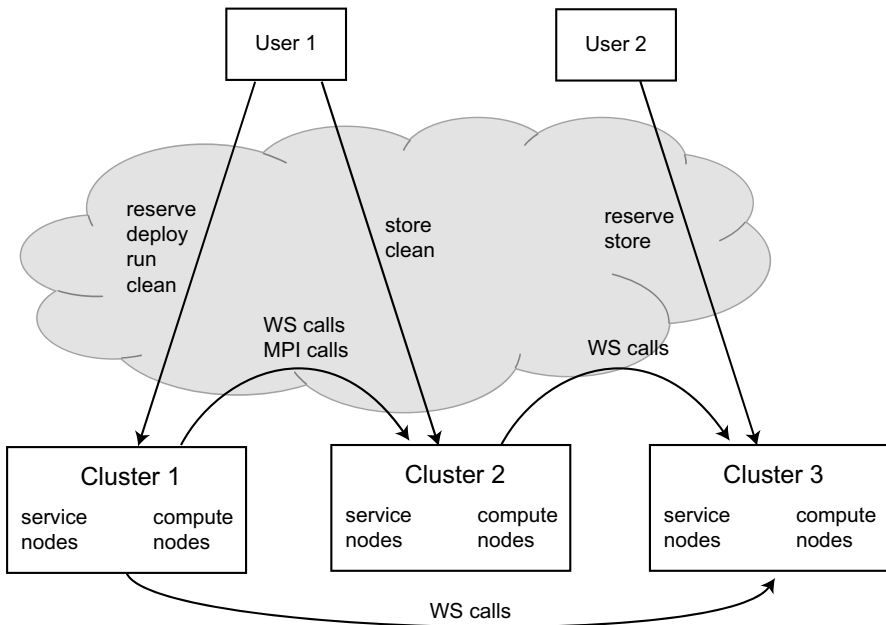 User 1
User 2
reserve
deploy
run
clean
store
clean
reserve
store
WS calls
MPI calls
WS calls
Cluster 1
service
nodes
compute
nodes
Cluster 2
service
nodes
compute
nodes
Cluster 3
service
nodes
compute
nodes
WS calls